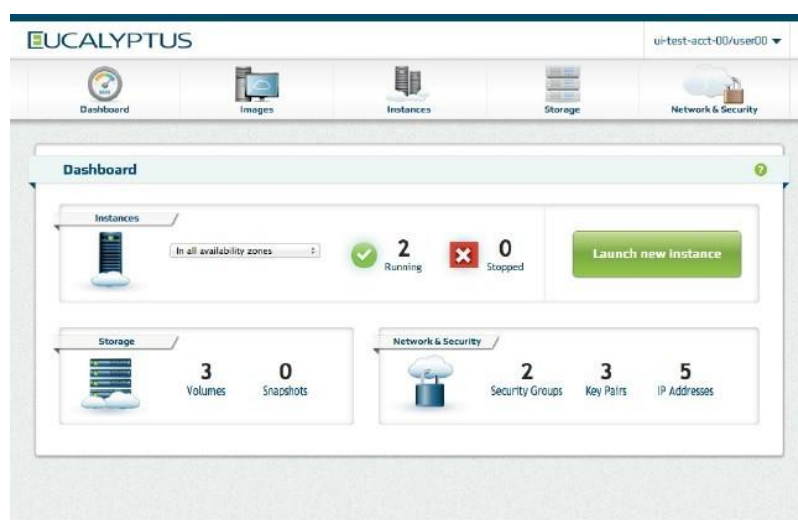 EUCALYPTUS
ui-test-acct-00/user00
Dashboard
Images
Instances
Storage
Network & Security
Dashboard
?
Instances
In all availability zones
2
Running
0
Stopped
Launch new instance
Storage
3
Volumes
0
Snapshots
Network & Security
2
Security Groups
3
Key Pairs
5
IP Addresses